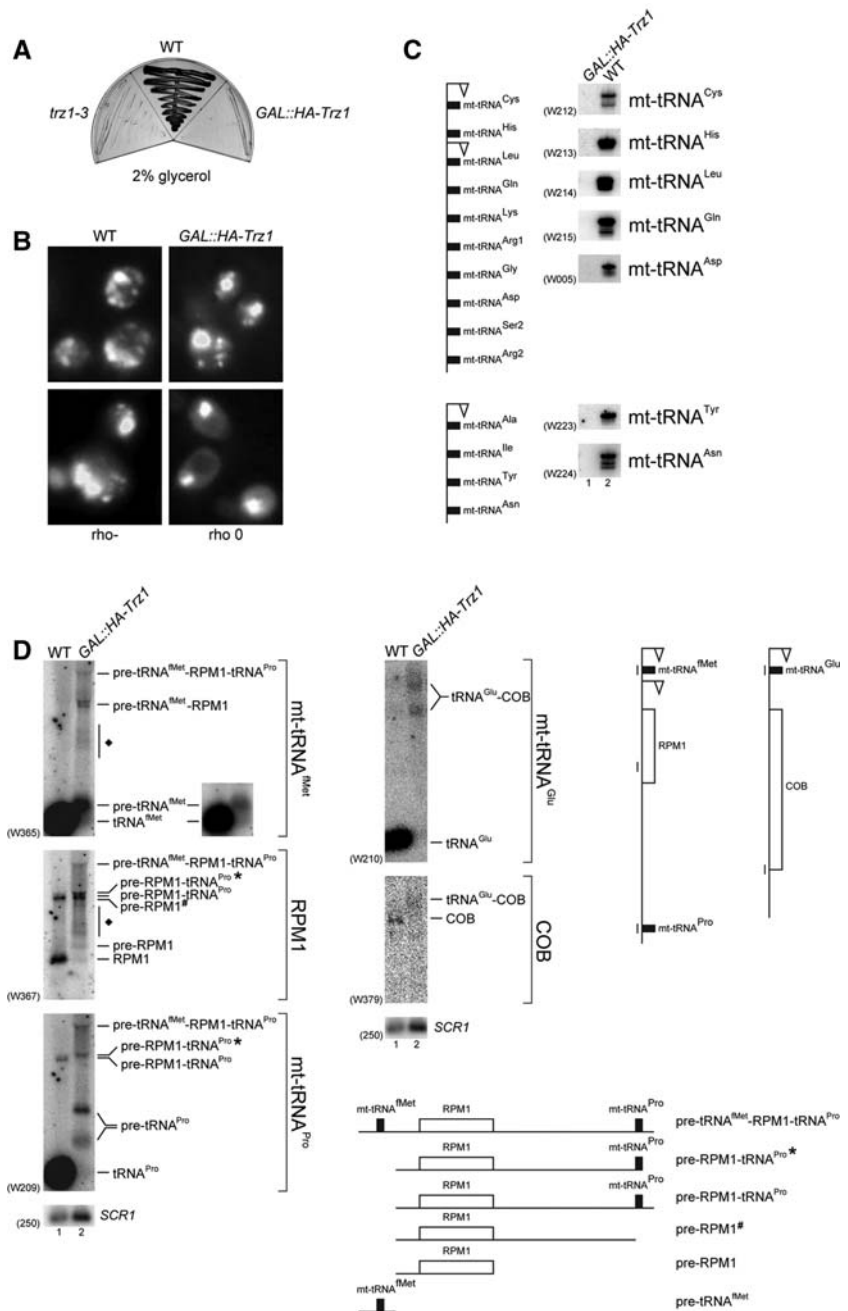 A
WT
trz1-3
GAL::HA-Trz1
2% glycerol
B
WT
GAL::HA-Trz1
rho-
rho 0
C
GAL::HA-Trz1
WT
mt-tRNACys
mt-tRNAHis
mt-tRNALeu
mt-tRNAGln
mt-tRNALys
mt-tRNAArg1
mt-tRNAGly
mt-tRNAAsp
mt-tRNASer2
mt-tRNAArg2
(W212)
mt-tRNACys
(W213)
mt-tRNAHis
(W214)
mt-tRNALeu
(W215)
mt-tRNAGln
(W005)
mt-tRNAAsp
mt-tRNAAla
mt-tRNAIle
mt-tRNATyr
mt-tRNAAsn
(W223)
mt-tRNATyr
(W224)
mt-tRNAAsn
1 2
D
WT
GAL::HA-Trz1
pre-tRNAfMet-RPM1-tRNAPro
pre-tRNAfMet-RPM1
◆
pre-tRNAfMet
tRNAfMet
(W365)
mt-tRNAfMet
pre-tRNAfMet-RPM1-tRNAPro
pre-RPM1-tRNAPro*
pre-RPM1-tRNAPro
pre-RPM1#
◆
pre-RPM1
RPM1
(W367)
RPM1
pre-tRNAfMet-RPM1-tRNAPro
pre-RPM1-tRNAPro*
pre-RPM1-tRNAPro
pre-tRNAPro
tRNAPro
(W209)
mt-tRNAPro
(250)
SCR1
1 2
WT
GAL::HA-Trz1
tRNAGlu-COB
tRNAGlu
(W210)
mt-tRNAGlu
tRNAGlu-COB
COB
(W379)
COB
(250)
SCR1
1 2
mt-tRNAfMet
RPM1
mt-tRNAPro
mt-tRNAGlu
COB
mt-tRNAfMet
RPM1
mt-tRNAPro
pre-tRNAfMet-RPM1-tRNAPro
RPM1
mt-tRNAPro
pre-RPM1-tRNAPro*
RPM1
mt-tRNAPro
pre-RPM1-tRNAPro
RPM1
pre-RPM1#
RPM1
pre-RPM1
mt-tRNAfMet
pre-tRNAfMet